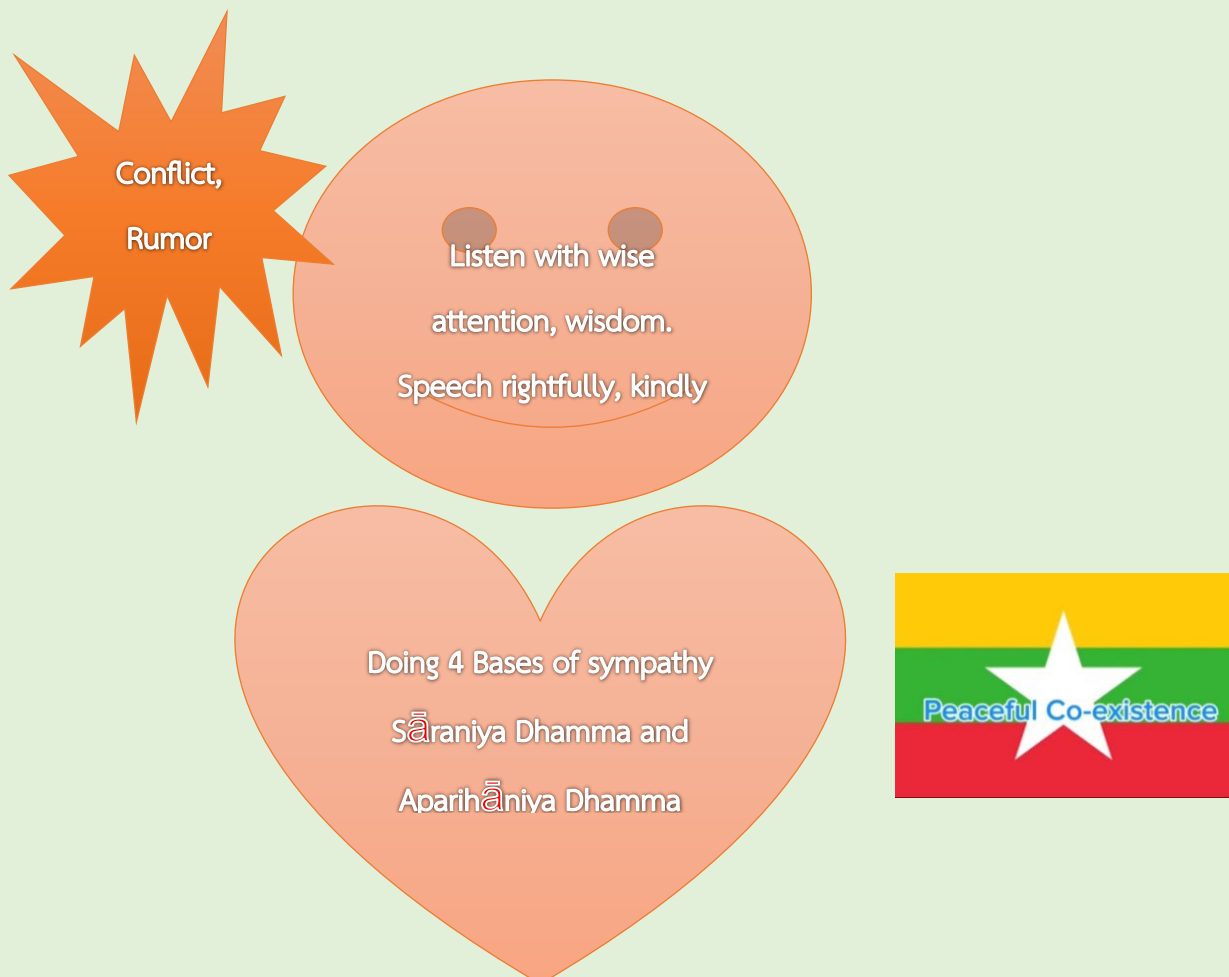 Conflict,
Rumor
Listen with wise
attention, wisdom.
Speech rightfully, kindly
Doing 4 Bases of sympathy
Sāraniya Dhamma and
Aparihāniya Dhamma
Peaceful Co-existence